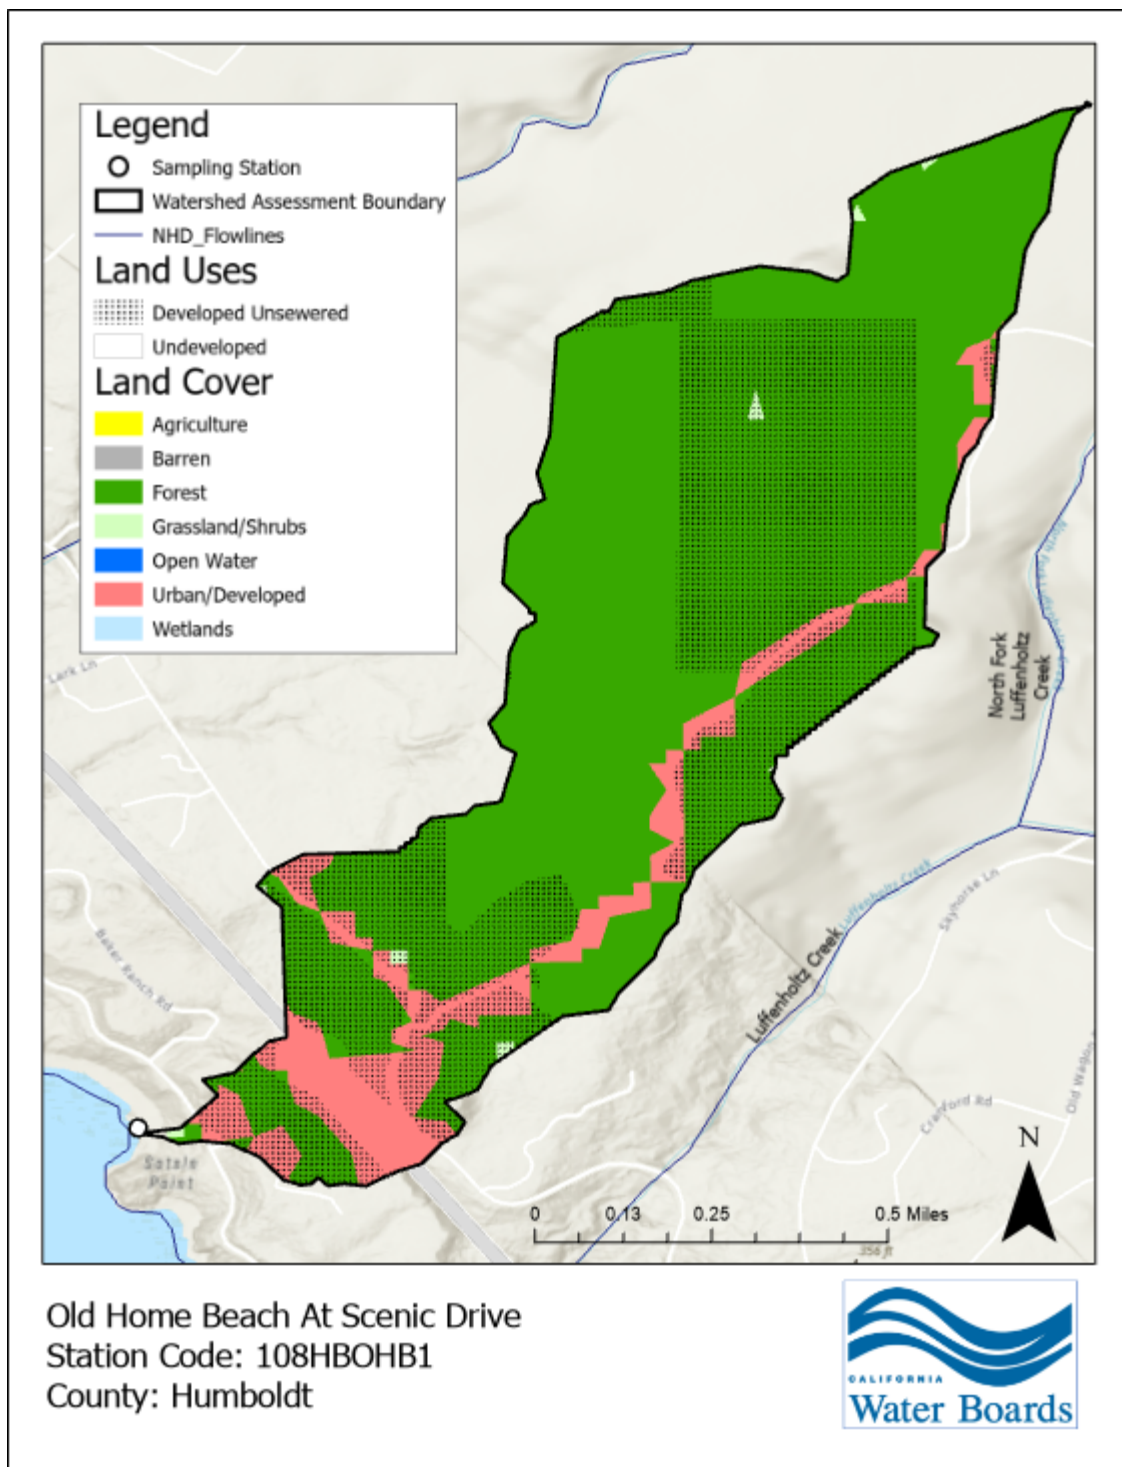 Legend
Sampling Station
Watershed Assessment Boundary
NHD_Flowlines
Land Uses
Developed Unsewered
Undeveloped
Land Cover
Agriculture
Barren
Forest
Grassland/Shrubs
Open Water
Urban/Developed
Wetlands
Lark Ln
North Fork
Luffenholtz
Creek
Luffenholtz Creek
Luffenholtz Creek
Skyhorse Ln
Baker Ranch Rd
Old Wagon
Cranford Rd
Point
N
0 0.13 0.25 0.5 Miles
356 ft
Old Home Beach At Scenic Drive
Station Code: 108HBOHB1
County: Humboldt
CALIFORNIA
Water Boards